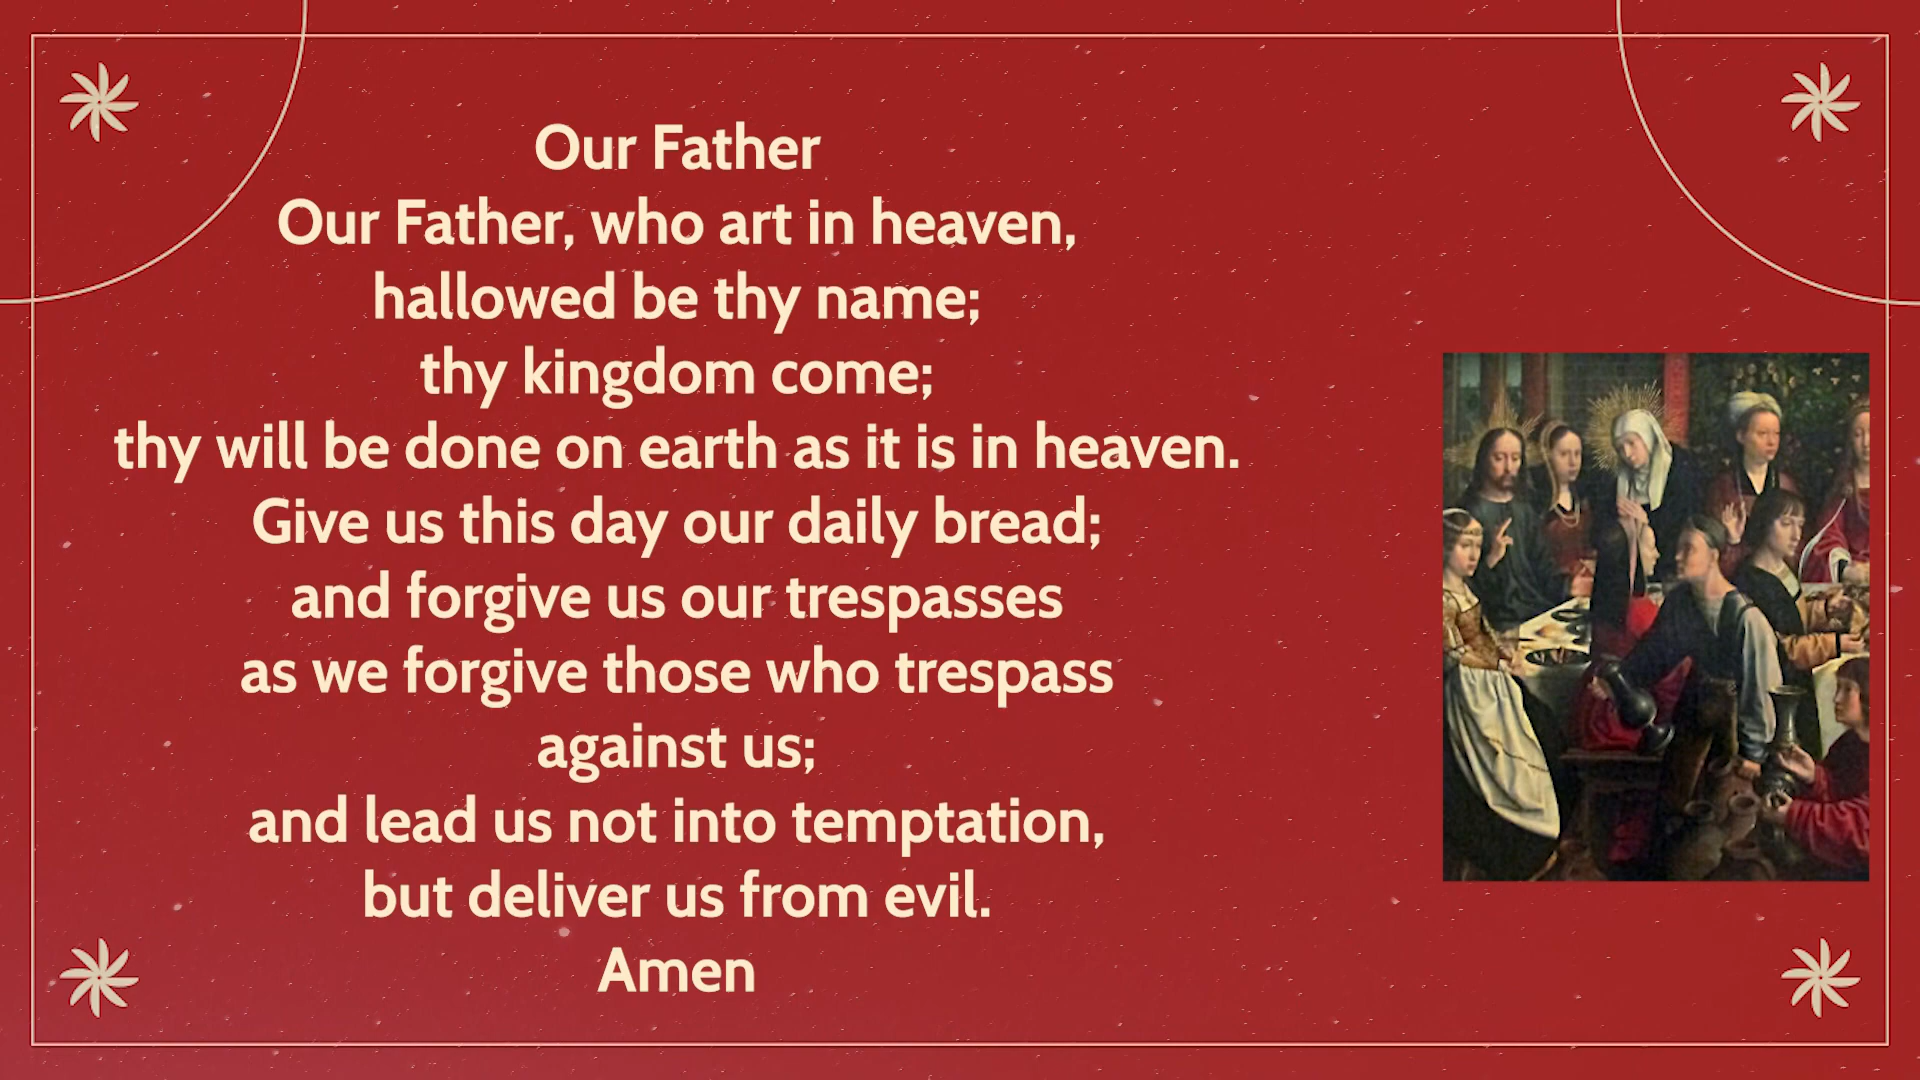 Our Father
Our Father, who art in heaven,
hallowed be thy name;
thy kingdom come;
thy will be done on earth as it is in heaven.
Give us this day our daily bread;
and forgive us our trespasses
as we forgive those who trespass
against us;
and lead us not into temptation,
but deliver us from evil.
Amen